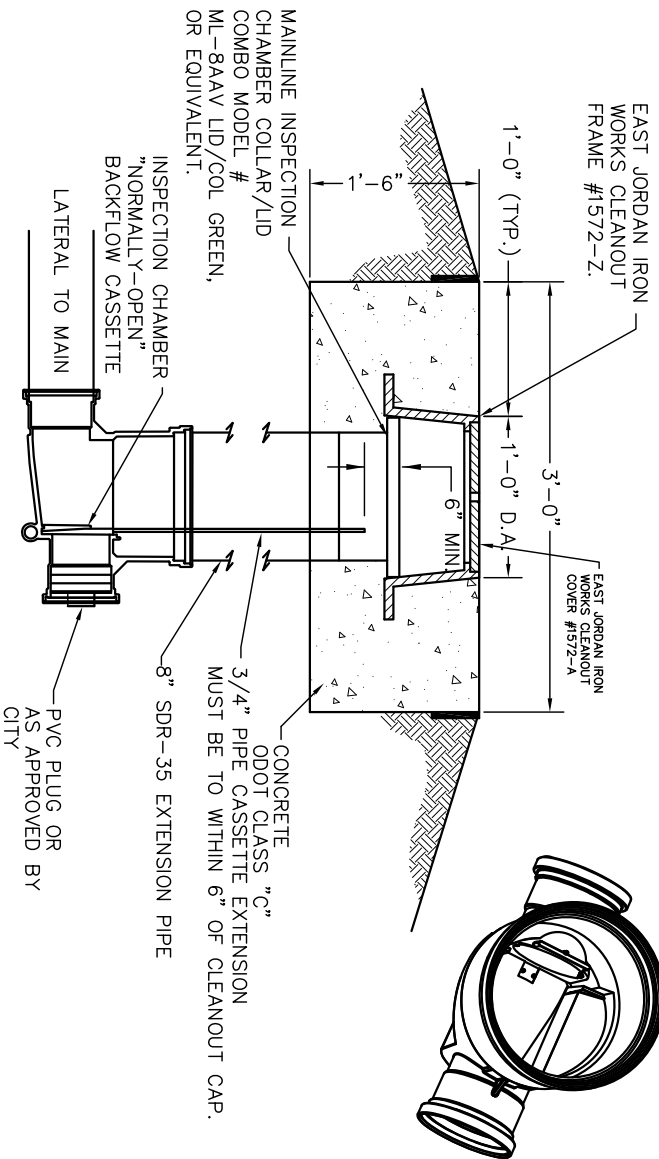 EAST JORDAN IRON
WORKS CLEANOUT
FRAME #1572-Z.
1'-0" (TYP.)
3'-0"
1'-0" D.A.
EAST JORDAN IRON
WORKS CLEANOUT
COVER #1572-A
1'-6"
6" MIN.
MAINLINE INSPECTION
CHAMBER COLLAR/LID
COMBO MODEL #
ML-8AAV LID/COL GREEN,
OR EQUIVALENT.
CONCRETE
ODOT CLASS "C"
3/4" PIPE CASSETTE EXTENSION
MUST BE TO WITHIN 6" OF CLEANOUT CAP.
8" SDR-35 EXTENSION PIPE
INSPECTION CHAMBER
"NORMALLY-OPEN"
BACKFLOW CASSETTE
LATERAL TO MAIN
PVC PLUG OR
AS APPROVED BY
CITY